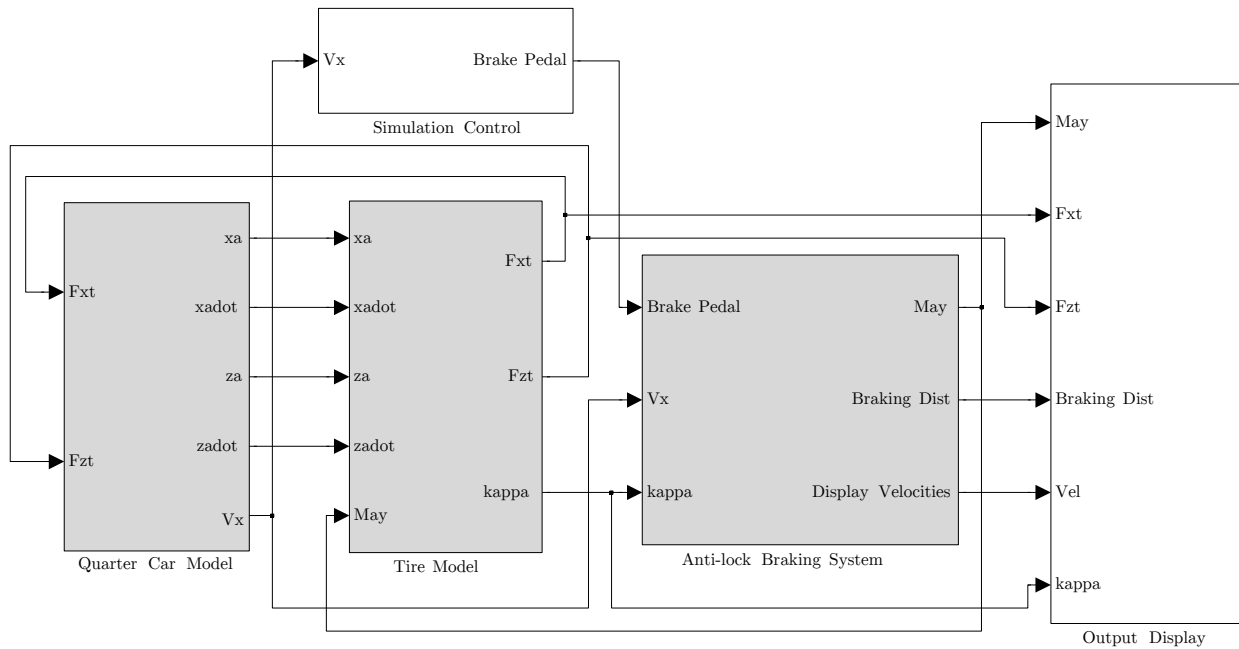 Vx
Brake Pedal
Simulation Control
xa
xadot
za
zadot
Vx
Fxt
Fzt
Quarter Car Model
xa
xadot
za
zadot
May
Fxt
Fzt
kappa
Tire Model
Brake Pedal
Vx
kappa
May
Braking Dist
Display Velocities
Anti-lock Braking System
May
Fxt
Fzt
Braking Dist
Vel
kappa
Output Display